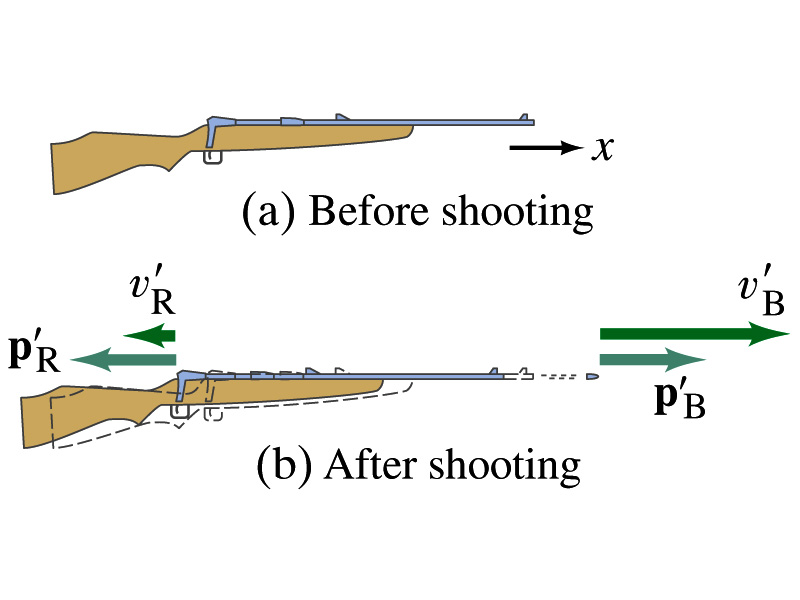 x
(a) Before shooting
v′R
v′B
p′R
p′B
(b) After shooting